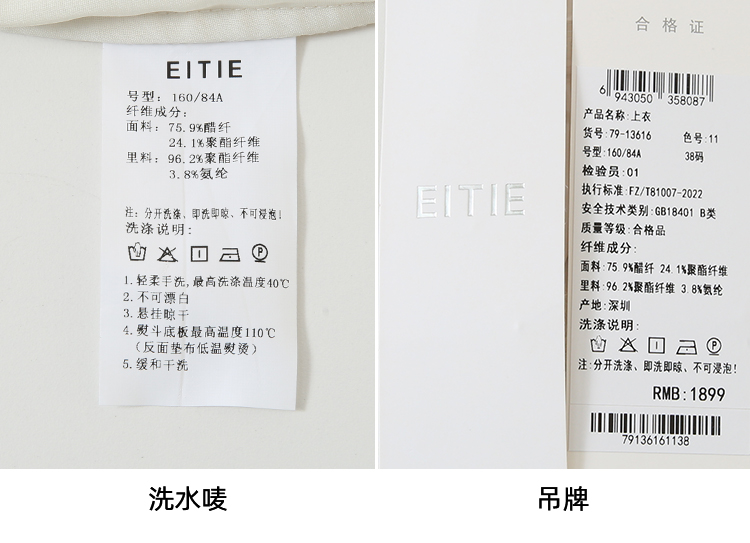 EITIE
号型: 160/84A
纤维成分:
面料: 75.9%醋纤
24.1%聚酯纤维
里料: 96.2%聚酯纤维
3.8%氨纶
注: 分开洗涤、即洗即晾、不可浸泡!
洗涤说明:
1.轻柔手洗,最高洗涤温度40℃
2.不可漂白
3.悬挂晾干
4.熨斗底板最高温度110℃
(反面垫布低温熨烫)
5.缓和干洗
洗水唛
EITIE
合格证
6 943050 358087
产品名称:上衣
货号: 79-13616 色号: 11
号型:160/84A 38码
检验员: 01
执行标准: FZ/T81007-2022
安全技术类别: GB18401 B类
质量等级:合格品
纤维成分:
面料: 75.9%醋纤 24.1%聚酯纤维
里料: 96.2%聚酯纤维 3.8%氨纶
产地: 深圳
洗涤说明:
注:分开洗涤、即洗即晾、不可浸泡!
RMB: 1899
79136161138
吊牌